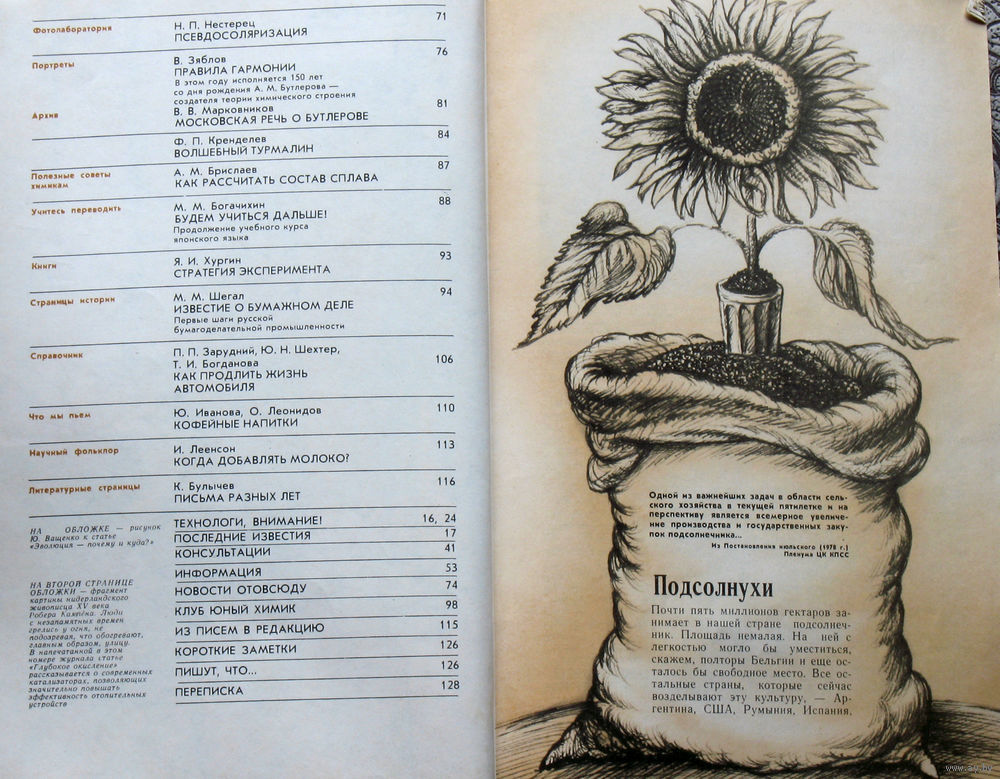 Фотолаборатория
Н. П. Нестерец
71
ПСЕВДОСОЛЯРИЗАЦИЯ
Портреты
В. Зяблов
76
ПРАВИЛА ГАРМОНИИ
В этом году исполняется 150 лет
со дня рождения А. М. Бутлерова —
создателя теории химического строения
Архив
В. В. Марковников
81
МОСКОВСКАЯ РЕЧЬ О БУТЛЕРОВЕ
Ф. П. Кренделев
84
ВОЛШЕБНЫЙ ТУРМАЛИН
Полезные советы
химикам
А. М. Брислаев
87
КАК РАССЧИТАТЬ СОСТАВ СПЛАВА
Учитесь переводить
М. М. Богачихин
88
БУДЕМ УЧИТЬСЯ ДАЛЬШЕ!
Продолжение учебного курса
японского языка
Книги
Я. И. Хургин
93
СТРАТЕГИЯ ЭКСПЕРИМЕНТА
Страницы истории
М. М. Шегал
94
ИЗВЕСТИЕ О БУМАЖНОМ ДЕЛЕ
Первые шаги русской
бумагоделательной промышленности
Справочник
П. П. Зарудний, Ю. Н. Шехтер,
Т. И. Богданова
106
КАК ПРОДЛИТЬ ЖИЗНЬ
АВТОМОБИЛЯ
Что мы пьем
Ю. Иванова, О. Леонидов
110
КОФЕЙНЫЕ НАПИТКИ
Научный фольклор
И. Леенсон
113
КОГДА ДОБАВЛЯТЬ МОЛОКО?
Литературные страницы
К. Булычев
116
ПИСЬМА РАЗНЫХ ЛЕТ
ТЕХНОЛОГИ, ВНИМАНИЕ! 16, 24
ПОСЛЕДНИЕ ИЗВЕСТИЯ 17
КОНСУЛЬТАЦИИ 41
ИНФОРМАЦИЯ 53
НОВОСТИ ОТОВСЮДУ 74
КЛУБ ЮНЫЙ ХИМИК 98
ИЗ ПИСЕМ В РЕДАКЦИЮ 115
КОРОТКИЕ ЗАМЕТКИ 126
ПИШУТ, ЧТО... 126
ПЕРЕПИСКА 128
НА ОБЛОЖКЕ — рисунок
Ю. Ващенко к статье
«Эволюция — почему и куда?»
НА ВТОРОЙ СТРАНИЦЕ
ОБЛОЖКИ — фрагмент
картины нидерландского
живописца XV века
Робера Кампена. Люди
с незапамятных времен
грелись у огня, не
подозревая, что обогревают,
главным образом, улицу.
В напечатанной в этом
номере журнала статье
«Глубокое окисление»
рассказывается о современных
катализаторах, позволяющих
значительно повышать
эффективность отопительных
устройств
Одной из важнейших задач в области сель-
ского хозяйства в текущей пятилетке и на
перспективу является всемерное увеличе-
ние производства и государственных заку-
пок подсолнечника...
Из Постановления июльского (1978 г.)
Пленума ЦК КПСС
Подсолнухи
Почти пять миллионов гектаров за-
нимает в нашей стране подсолнеч-
ник. Площадь немалая. На ней с
легкостью могло бы уместиться,
скажем, полторы Бельгии и еще ос-
талось бы свободное место. Все ос-
тальные страны, которые сейчас
возделывают эту культуру, — Ар-
гентина, США, Румыния, Испания,
www.ay.by